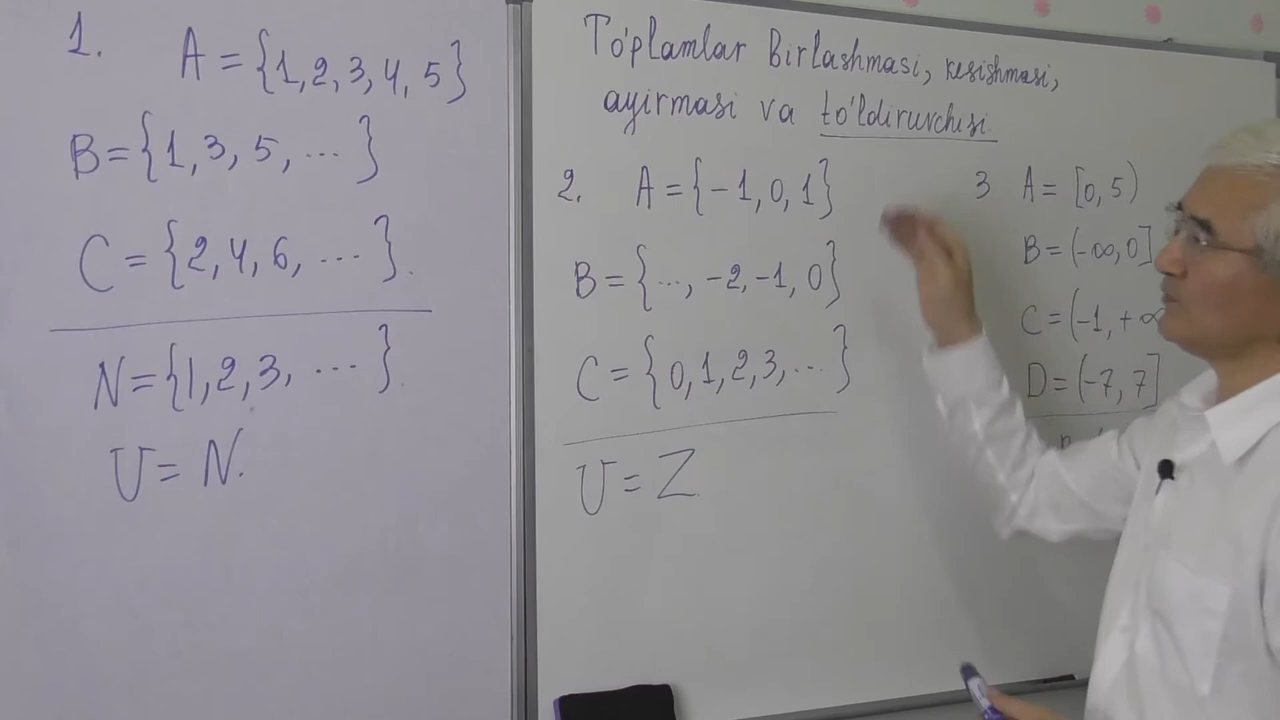 1. A = {1, 2, 3, 4, 5}
B = {1, 3, 5, ... }
C = {2, 4, 6, ... }.
N = {1, 2, 3, ... }.
U = N.
To'plamlar Birlashmasi, kesishmasi,
ayirmasi va to'ldiruvchisi
2. A = {-1, 0, 1}
B = {..., -2, -1, 0}
C = {0, 1, 2, 3, ... }
U = Z
3 A = [0, 5)
B = (-∞, 0]
C = (-1, +∞
D = (-7, 7]